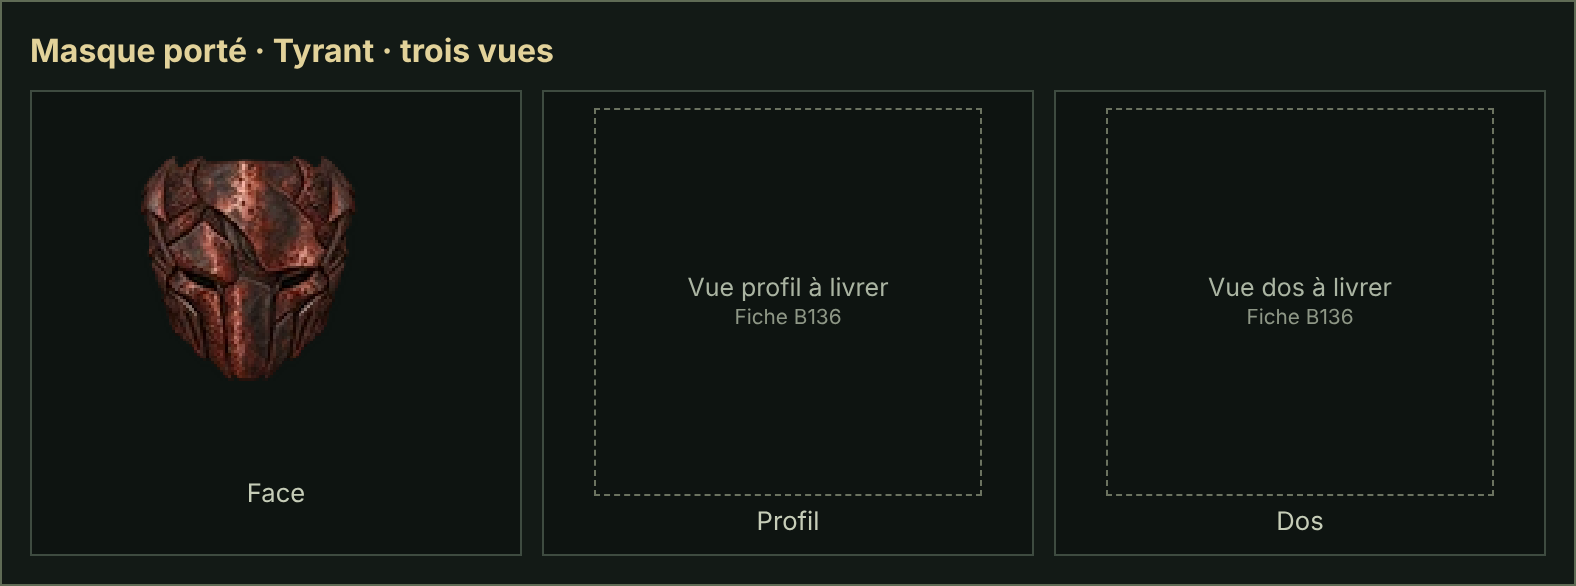 Masque porté · Tyrant · trois vues
Face
Vue profil à livrer
Fiche B136
Profil
Vue dos à livrer
Fiche B136
Dos